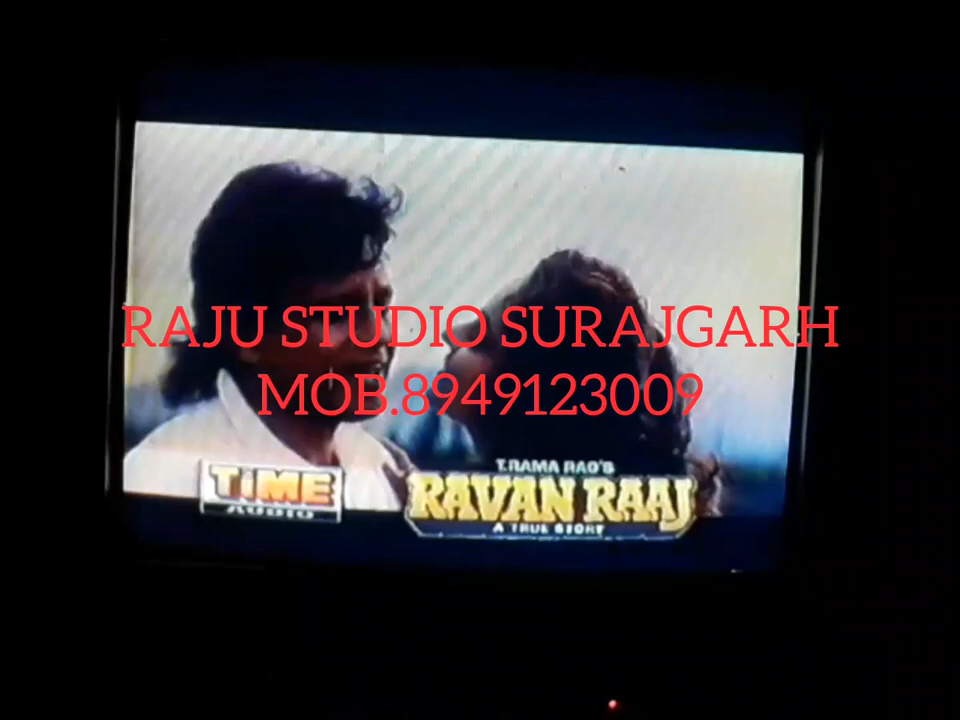 RAJU STUDIO SURAJGARH
MOB.8949123009
TiME
AUDIO
T.RAMA RAO'S
RAVAN RAAJ
A TRUE STORY